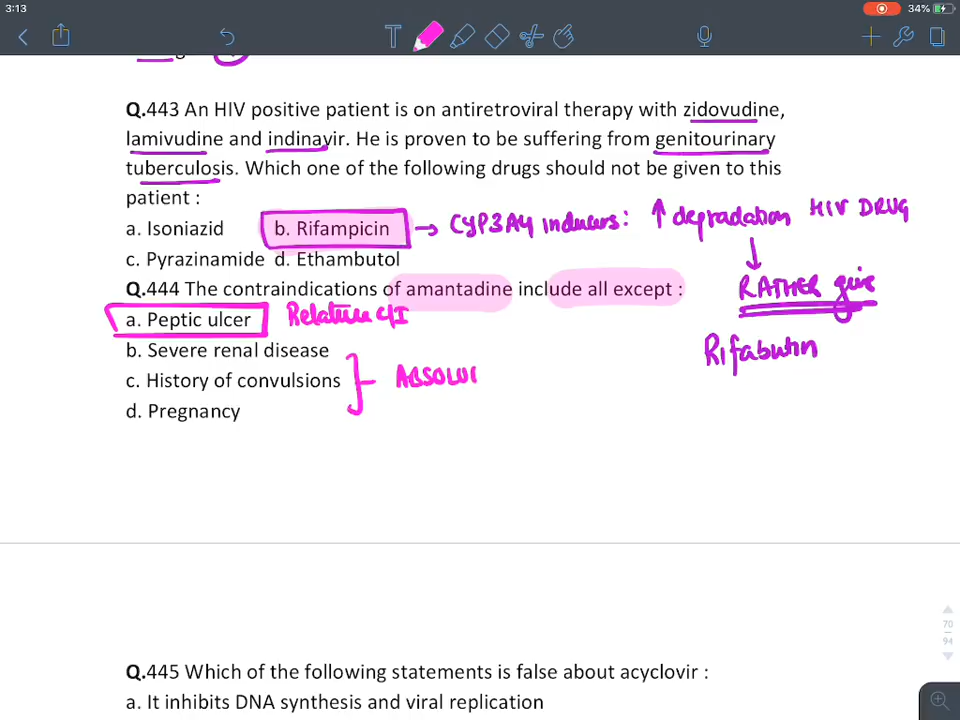 3:13
34%
T
Q.443 An HIV positive patient is on antiretroviral therapy with zidovudine,
lamivudine and indinavir. He is proven to be suffering from genitourinary
tuberculosis. Which one of the following drugs should not be given to this
patient :
a. Isoniazid b. Rifampicin → CYP3A4 inducers: ↑ degradation HIV DRUG
c. Pyrazinamide d. Ethambutol
↓
Q.444 The contraindications of amantadine include all except :
RATHER give
a. Peptic ulcer Relative C/I
Rifabutin
b. Severe renal disease
c. History of convulsions
ABSOLU
d. Pregnancy
70
94
Q.445 Which of the following statements is false about acyclovir :
a. It inhibits DNA synthesis and viral replication